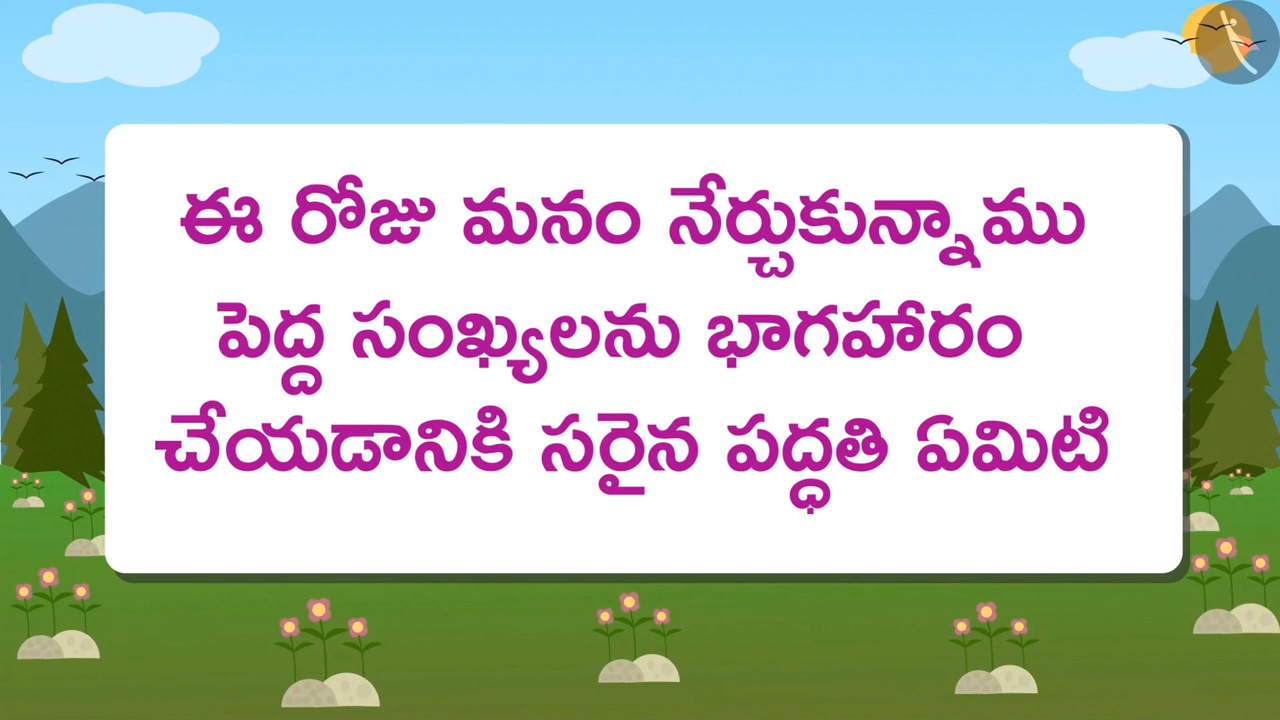 ఈ రోజు మనం నేర్చుకున్నాము
పెద్ద సంఖ్యలను భాగహారం
చేయడానికి సరైన పద్ధతి ఏమిటి